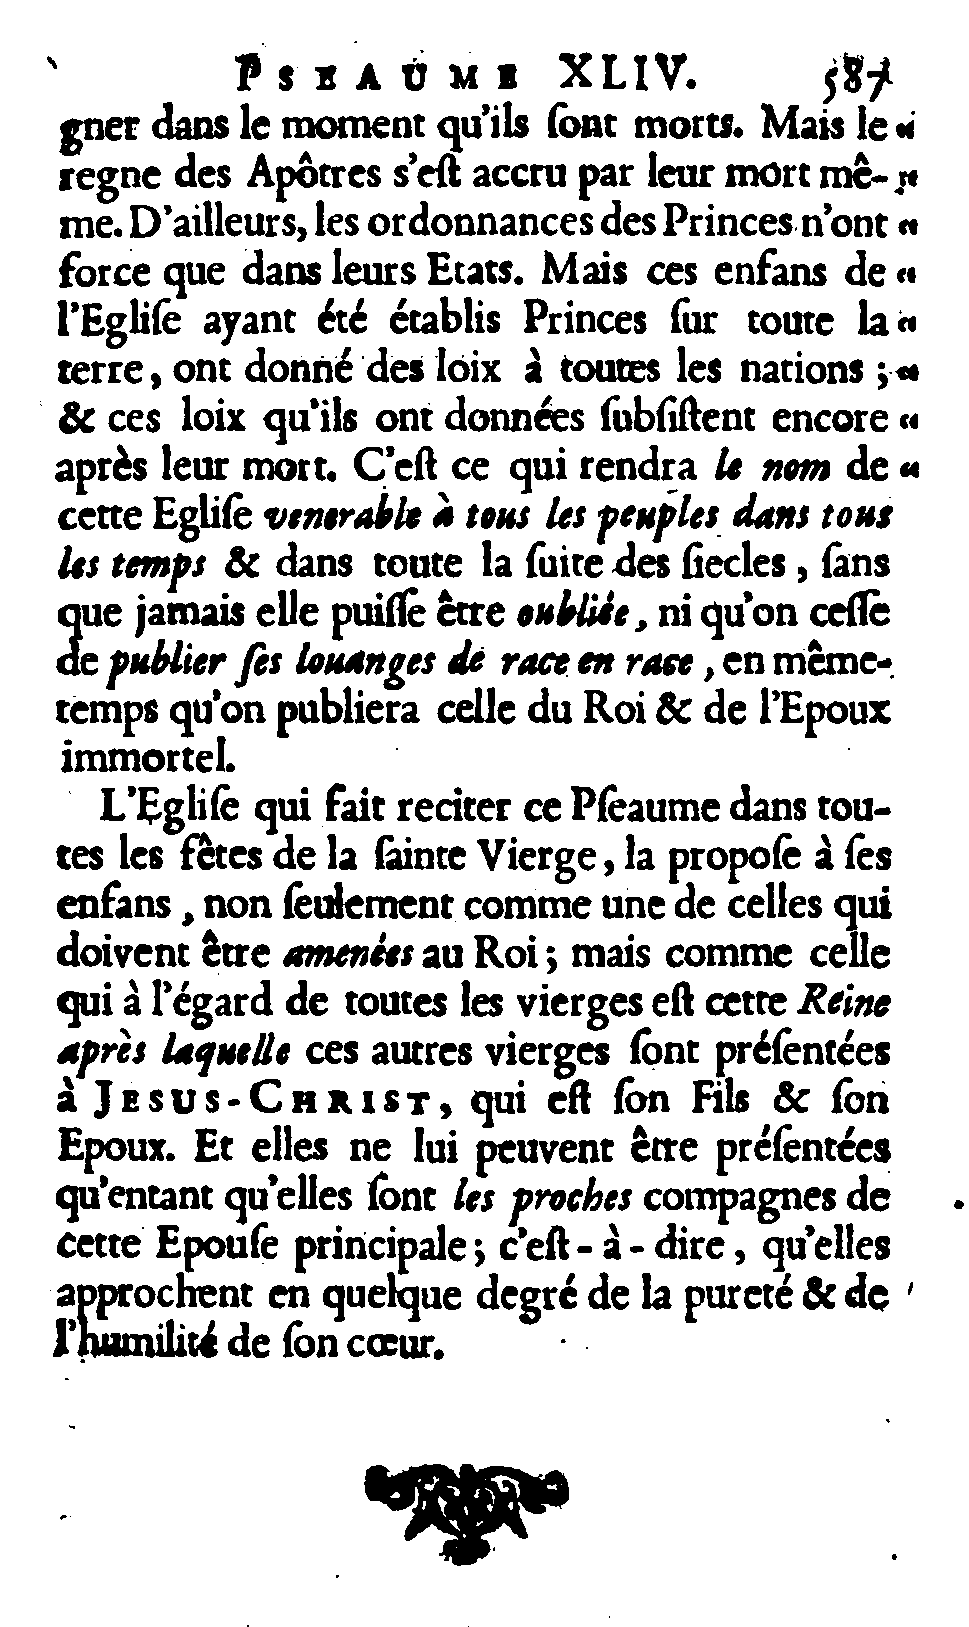 PSEAUME XLIV. 587
gner dans le moment qu'ils ſont morts. Mais le «
regne des Apôtres s'eſt accru par leur mort mê- «
me. D'ailleurs, les ordonnances des Princes n'ont «
force que dans leurs Etats. Mais ces enfans de «
l'Egliſe ayant été établis Princes ſur toute la «
terre, ont donné des loix à toutes les nations ; «
& ces loix qu'ils ont données ſubſiſtent encore «
après leur mort. C'eſt ce qui rendra le nom de «
cette Egliſe venerable à tous les peuples dans tous
les temps & dans toute la ſuite des ſiecles, ſans
que jamais elle puiſſe être oubliée, ni qu'on ceſſe
de publier ſes louanges de race en race, en même-
temps qu'on publiera celle du Roi & de l'Epoux
immortel.
L'Egliſe qui fait reciter ce Pſeaume dans tou-
tes les fêtes de la ſainte Vierge, la propoſe à ſes
enfans, non ſeulement comme une de celles qui
doivent être amenées au Roi ; mais comme celle
qui à l'égard de toutes les vierges eſt cette Reine
après laquelle ces autres vierges ſont préſentées
à JESUS-CHRIST, qui eſt ſon Fils & ſon
Epoux. Et elles ne lui peuvent être préſentées
qu'entant qu'elles ſont les proches compagnes de
cette Epouſe principale ; c'eſt-à-dire, qu'elles
approchent en quelque degré de la pureté & de
l'humilité de ſon cœur.